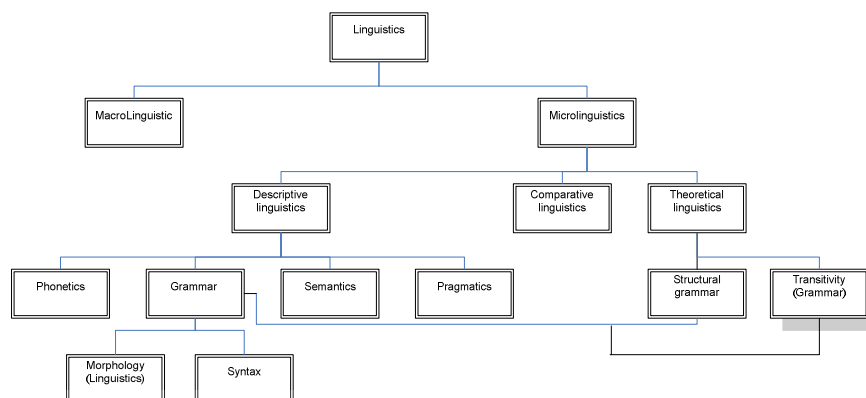 Linguistics
MacroLinguistic
Microlinguistics
Descriptive
linguistics
Comparative
linguistics
Theoretical
linguistics
Phonetics
Grammar
Semantics
Pragmatics
Structural
grammar
Transitivity
(Grammar)
Morphology
(Linguistics)
Syntax